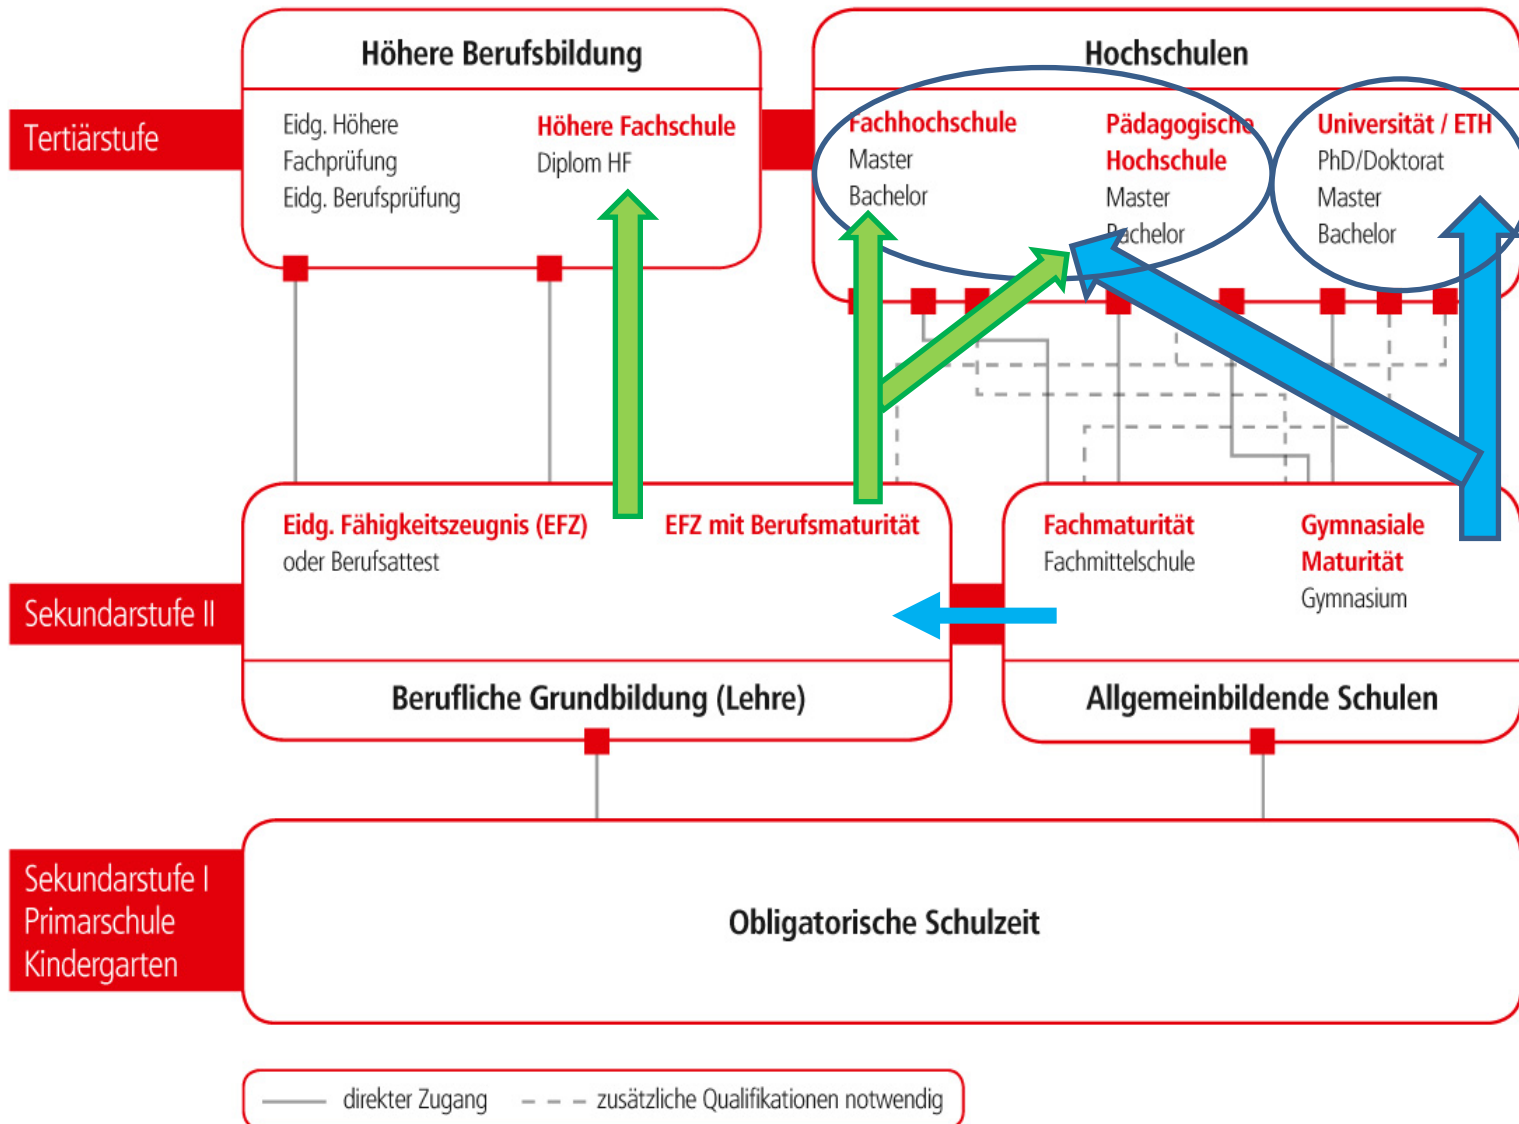 Höhere Berufsbildung
Hochschulen
Tertiärstufe
Eidg. Höhere
Fachprüfung
Eidg. Berufsprüfung
Höhere Fachschule
Diplom HF
Fachhochschule
Master
Bachelor
Pädagogische
Hochschule
Master
Bachelor
Universität / ETH
PhD/Doktorat
Master
Bachelor
Sekundarstufe II
Eidg. Fähigkeitszeugnis (EFZ)
oder Berufsattest
EFZ mit Berufsmaturität
Fachmaturität
Fachmittelschule
Gymnasiale
Maturität
Gymnasium
Berufliche Grundbildung (Lehre)
Allgemeinbildende Schulen
Sekundarstufe I
Primarschule
Kindergarten
Obligatorische Schulzeit
direkter Zugang
zusätzliche Qualifikationen notwendig